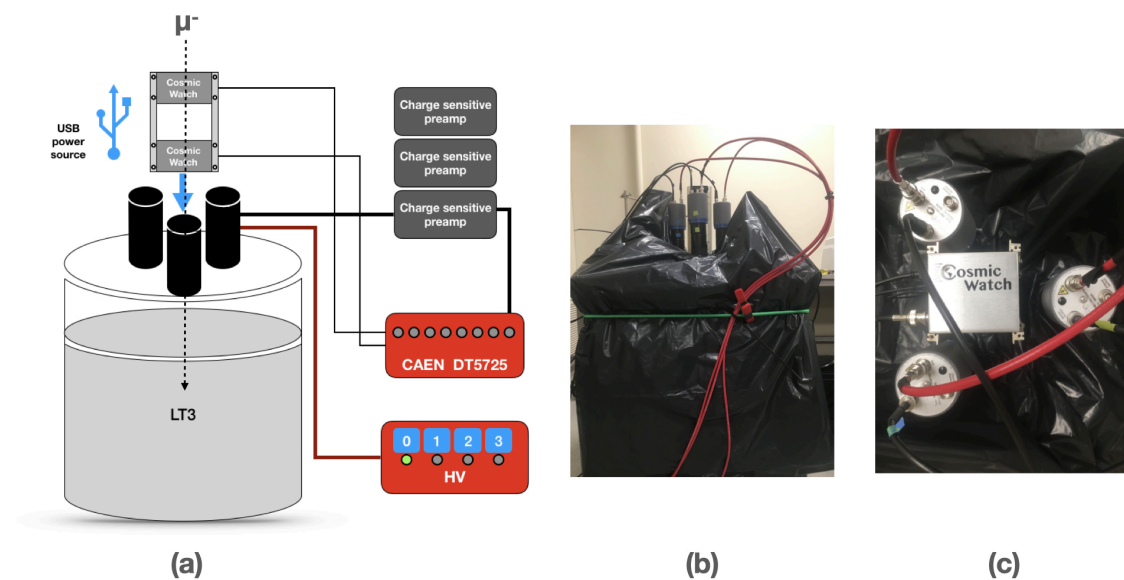 μ-
Cosmic
Watch
USB
power
source
Cosmic
Watch
Charge sensitive
preamp
Charge sensitive
preamp
Charge sensitive
preamp
CAEN DT5725
LT3
0 1 2 3
HV
Cosmic
Watch
(a) (b) (c)